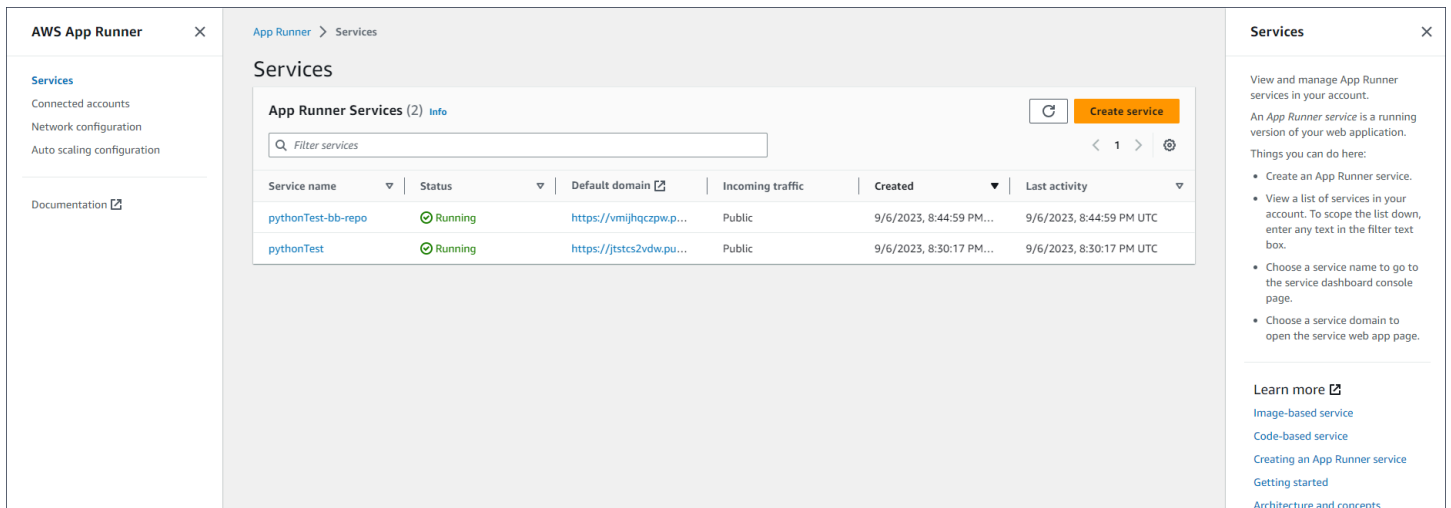 AWS App Runner
Services
Connected accounts
Network configuration
Auto scaling configuration
Documentation
App Runner > Services
Services
App Runner Services (2) Info
Create service
Filter services
1
Service name Status Default domain Incoming traffic Created Last activity
pythonTest-bb-repo Running https://vmijhqczpw.p... Public 9/6/2023, 8:44:59 PM... 9/6/2023, 8:44:59 PM UTC
pythonTest Running https://jtstcs2vdw.pu... Public 9/6/2023, 8:30:17 PM... 9/6/2023, 8:30:17 PM UTC
Services
View and manage App Runner
services in your account.
An App Runner service is a running
version of your web application.
Things you can do here:
• Create an App Runner service.
• View a list of services in your
account. To scope the list down,
enter any text in the filter text
box.
• Choose a service name to go to
the service dashboard console
page.
• Choose a service domain to
open the service web app page.
Learn more
Image-based service
Code-based service
Creating an App Runner service
Getting started
Architecture and concepts